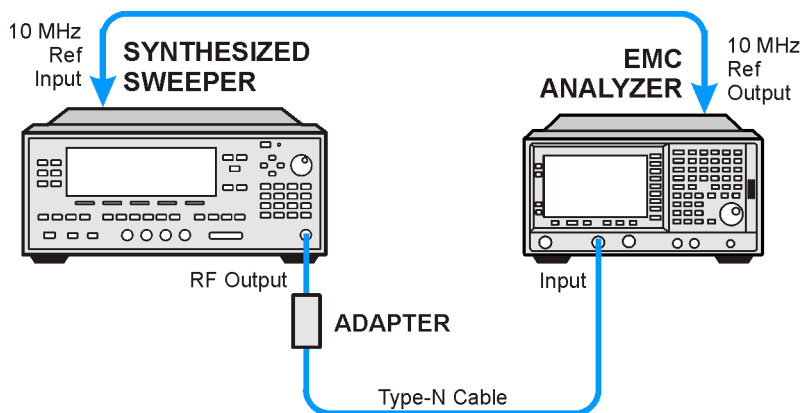 10 MHz
Ref
Input
SYNTHESIZED
SWEEPER
EMC
ANALYZER
10 MHz
Ref
Output
RF Output
Input
ADAPTER
Type-N Cable